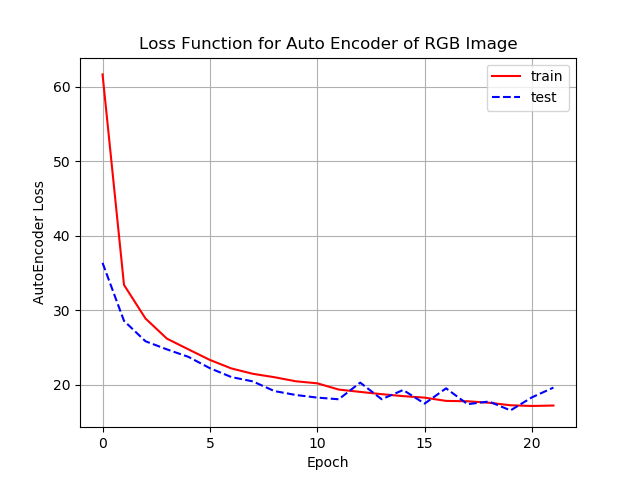 Loss Function for Auto Encoder of RGB Image
train
test
60
50
40
30
20
AutoEncoder Loss
0 5 10 15 20
Epoch